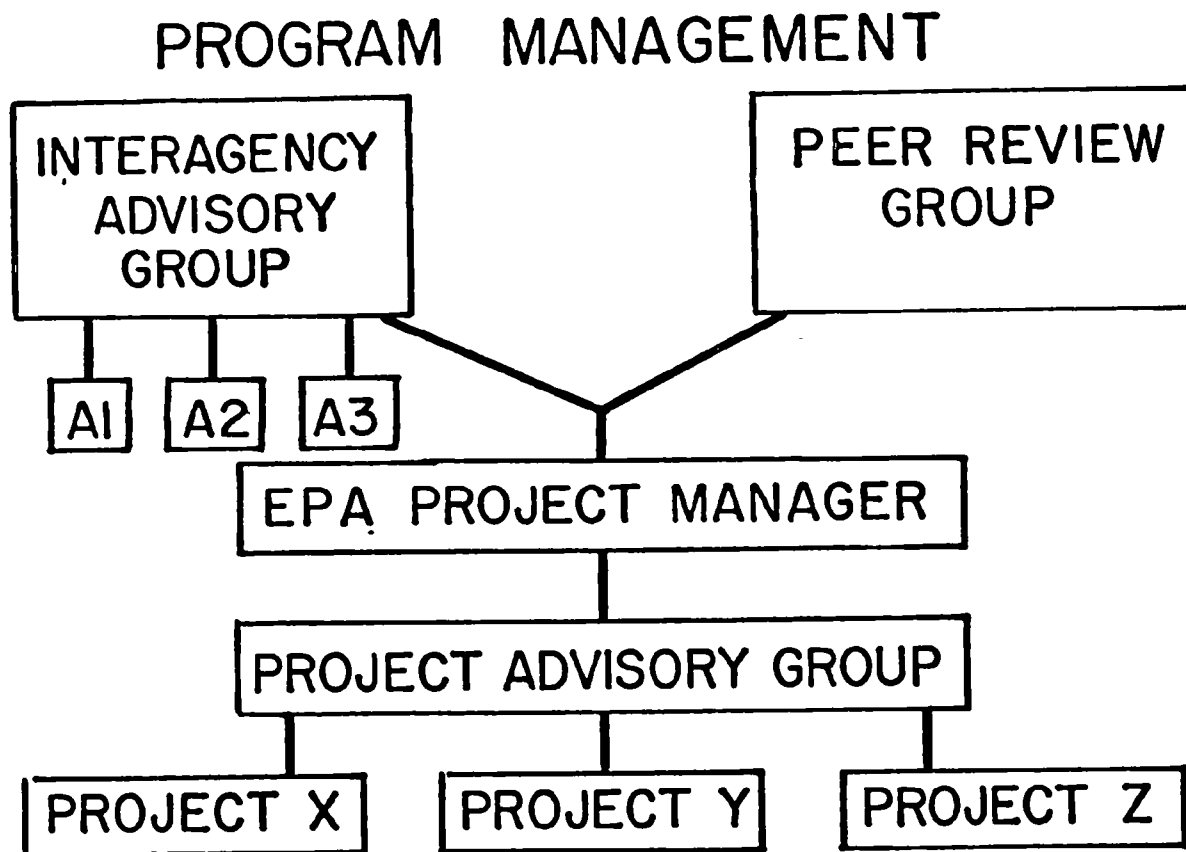 PROGRAM MANAGEMENT
INTERAGENCY
ADVISORY
GROUP
PEER REVIEW
GROUP
A1
A2
A3
EPA PROJECT MANAGER
PROJECT ADVISORY GROUP
PROJECT X
PROJECT Y
PROJECT Z